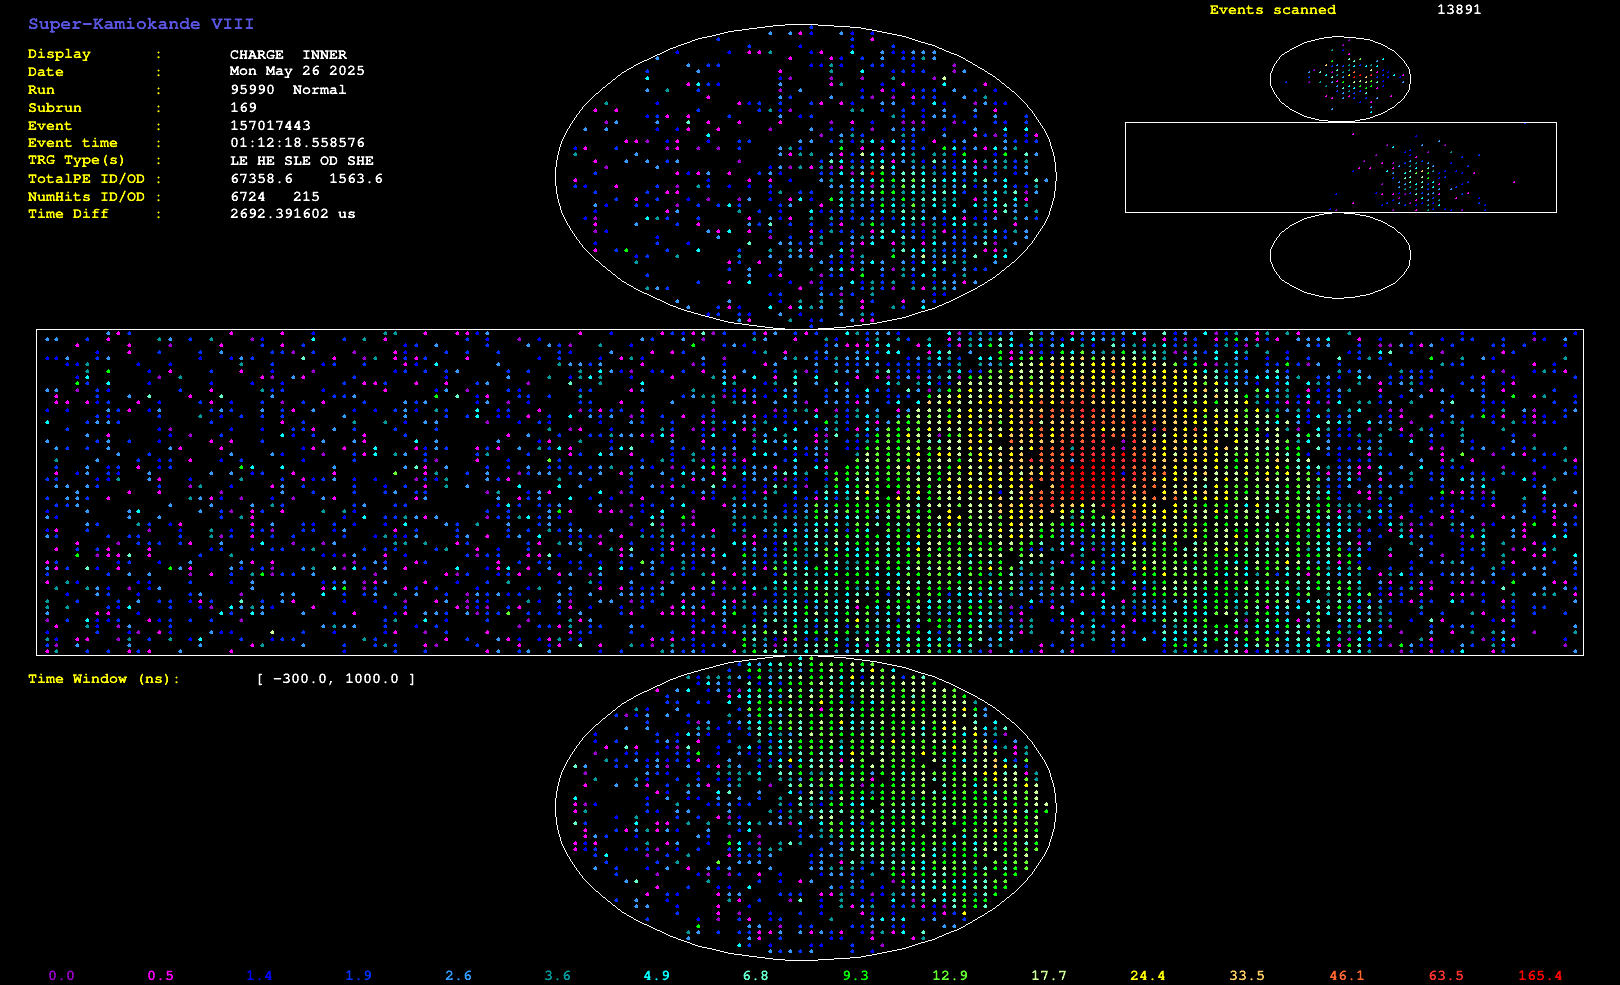 Super-Kamiokande VIII
Display : CHARGE INNER
Date : Mon May 26 2025
Run : 95990 Normal
Subrun : 169
Event : 157017443
Event time : 01:12:18.558576
TRG Type(s) : LE HE SLE OD SHE
TotalPE ID/OD : 67358.6 1563.6
NumHits ID/OD : 6724 215
Time Diff : 2692.391602 us
Events scanned 13891
Time Window (ns): [ -300.0, 1000.0 ]
0.0 0.5 1.4 1.9 2.6 3.6 4.9 6.8 9.3 12.9 17.7 24.4 33.5 46.1 63.5 165.4